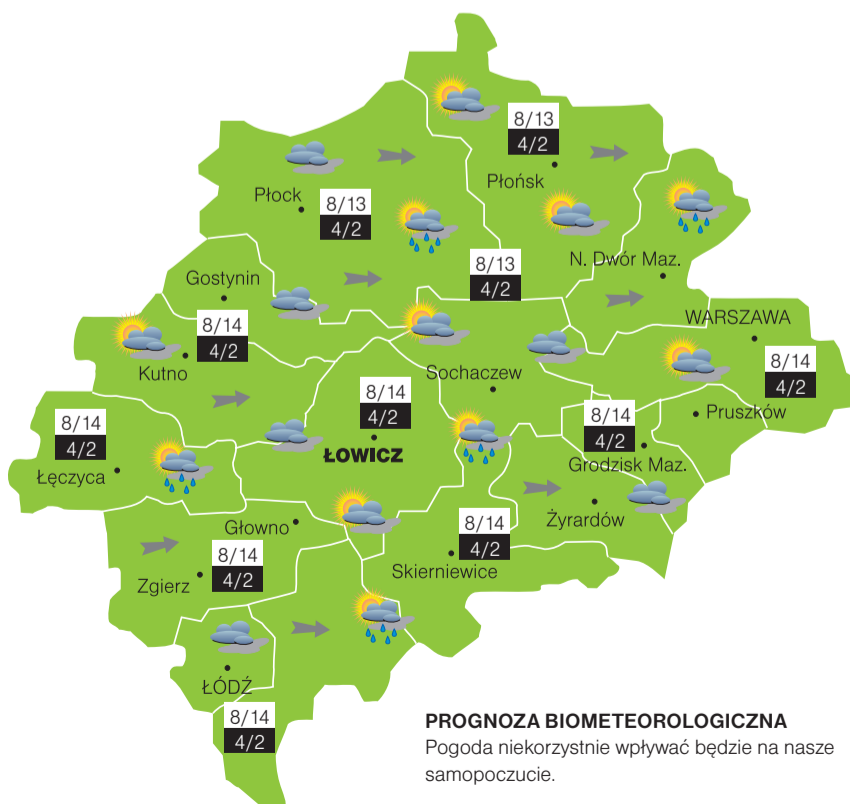 8/13
4/2
Płońsk
Płock
8/13
4/2
8/13
4/2
N. Dwór Maz.
Gostynin
8/14
4/2
Kutno
WARSZAWA
8/14
4/2
Sochaczew
8/14
4/2
ŁOWICZ
8/14
4/2
Łęczyca
8/14
4/2
Pruszków
Grodzisk Maz.
Żyrardów
Głowno
8/14
4/2
Skierniewice
8/14
4/2
Zgierz
ŁÓDŹ
8/14
4/2
PROGNOZA BIOMETEOROLOGICZNA
Pogoda niekorzystnie wpływać będzie na nasze
samopoczucie.